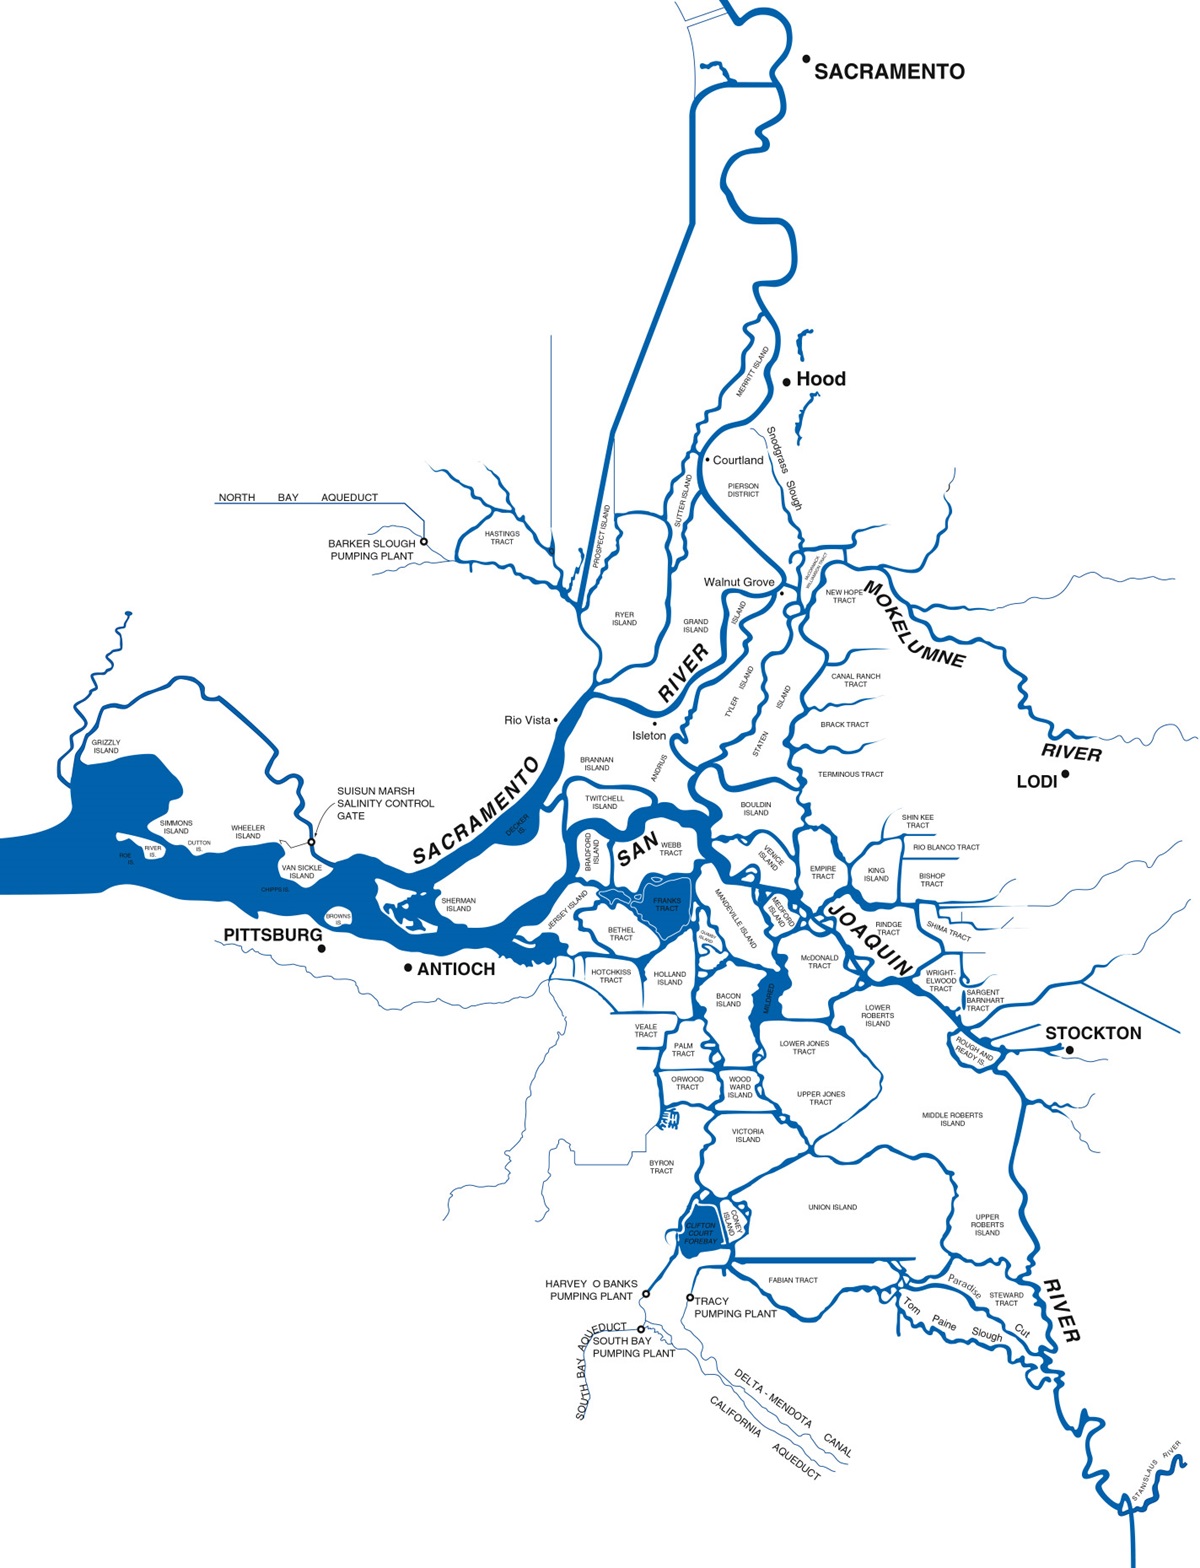 SACRAMENTO
MERRITT ISLAND
Hood
Snodgrass Slough
Courtland
PIERSON
DISTRICT
SUTTER ISLAND
NORTH BAY AQUEDUCT
PROSPECT ISLAND
HASTINGS
TRACT
BARKER SLOUGH
PUMPING PLANT
Walnut Grove
McCORMACK
WILLIAMSON TRACT
NEW HOPE
TRACT
MOKELUMNE
RIVER
RYER
ISLAND
GRAND
ISLAND
ISLAND
RIVER
CANAL RANCH
TRACT
TYLER ISLAND
STATEN ISLAND
Rio Vista
Isleton
BRACK TRACT
GRIZZLY
ISLAND
LODI
BRANNAN
ISLAND
ANDRUS
TERMINOUS TRACT
SUISUN MARSH
SALINITY CONTROL
GATE
SACRAMENTO
TWITCHELL
ISLAND
BOULDIN
ISLAND
SIMMONS
ISLAND
WHEELER
ISLAND
DECKER
IS.
SHIN KEE
TRACT
DUTTON
IS.
RIVER
IS.
ROE
IS.
BRADFORD
ISLAND
SAN
WEBB
TRACT
VENICE
ISLAND
RIO BLANCO TRACT
VAN SICKLE
ISLAND
EMPIRE
TRACT
KING
ISLAND
BISHOP
TRACT
CHIPPS IS.
SHERMAN
ISLAND
JERSEY ISLAND
FRANKS
TRACT
MANDEVILLE ISLAND
MEDFORD
ISLAND
JOAQUIN
BROWNS
IS.
PITTSBURG
BETHEL
TRACT
QUIMBY
ISLAND
RINDGE
TRACT
SHIMA TRACT
ANTIOCH
HOTCHKISS
TRACT
HOLLAND
ISLAND
McDONALD
TRACT
WRIGHT-
ELWOOD
TRACT
BACON
ISLAND
MILDRED
SARGENT
BARNHART
TRACT
LOWER
ROBERTS
ISLAND
VEALE
TRACT
STOCKTON
PALM
TRACT
LOWER JONES
TRACT
ROUGH AND
READY IS.
ORWOOD
TRACT
WOOD
WARD
ISLAND
UPPER JONES
TRACT
MIDDLE ROBERTS
ISLAND
VICTORIA
ISLAND
BYRON
TRACT
UNION ISLAND
CLIFTON
COURT
FOREBAY
CONEY
ISLAND
UPPER
ROBERTS
ISLAND
HARVEY O BANKS
PUMPING PLANT
FABIAN TRACT
Paradise Cut
STEWARD
TRACT
RIVER
TRACY
PUMPING PLANT
Tom Paine Slough
SOUTH BAY AQUEDUCT
SOUTH BAY
PUMPING PLANT
DELTA - MENDOTA CANAL
CALIFORNIA AQUEDUCT
STANISLAUS RIVER